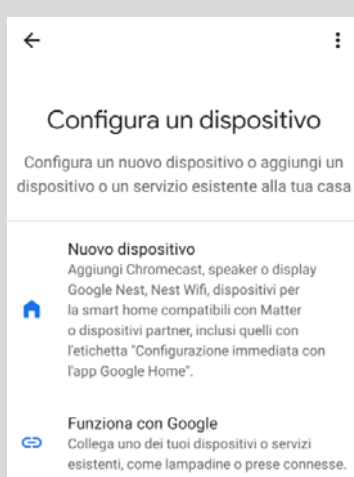 Configura un dispositivo
Configura un nuovo dispositivo o aggiungi un
dispositivo o un servizio esistente alla tua casa
Nuovo dispositivo
Aggiungi Chromecast, speaker o display
Google Nest, Nest Wifi, dispositivi per
la smart home compatibili con Matter
o dispositivi partner, inclusi quelli con
l'etichetta "Configurazione immediata con
l'app Google Home".
Funziona con Google
Collega uno dei tuoi dispositivi o servizi
esistenti, come lampadine o prese connesse.